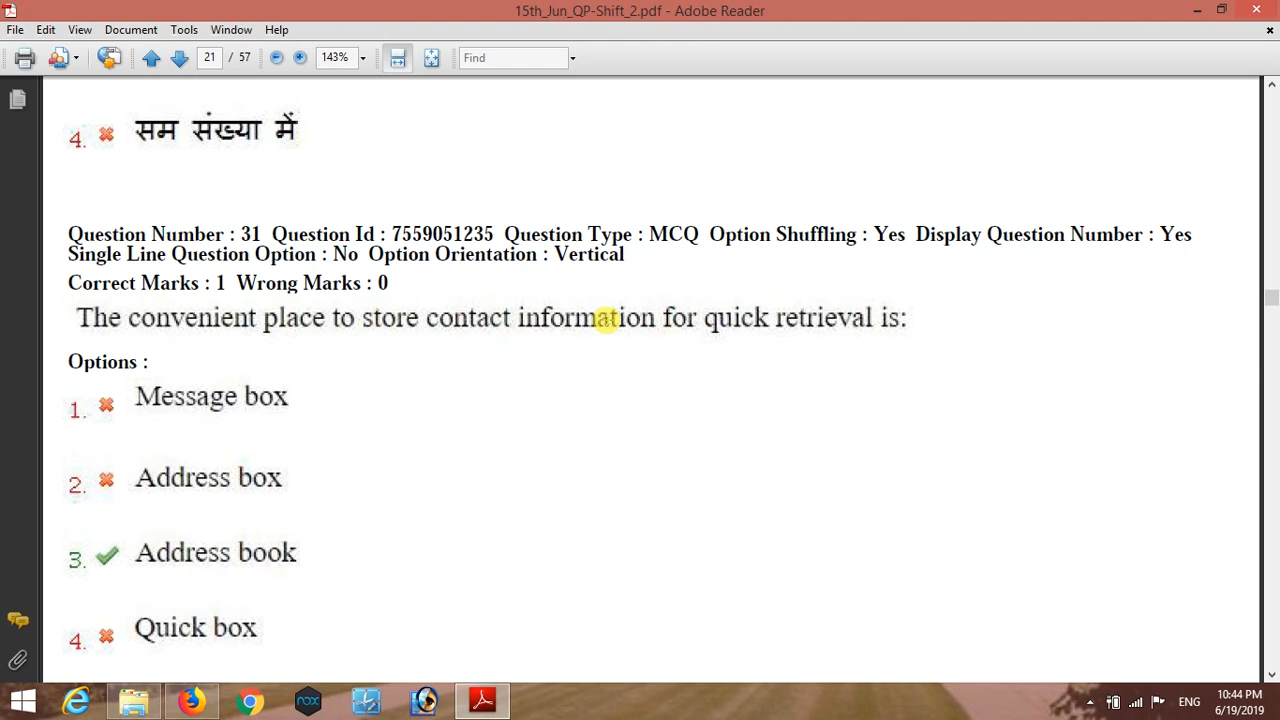 15th_Jun_QP-Shift_2.pdf - Adobe Reader
File Edit View Document Tools Window Help
21 / 57 143% Find
4. सम संख्या में
Question Number : 31 Question Id : 7559051235 Question Type : MCQ Option Shuffling : Yes Display Question Number : Yes
Single Line Question Option : No Option Orientation : Vertical
Correct Marks : 1 Wrong Marks : 0
The convenient place to store contact information for quick retrieval is:
Options :
1. Message box
2. Address box
3. Address book
4. Quick box
nox
ENG
10:44 PM
6/19/2019